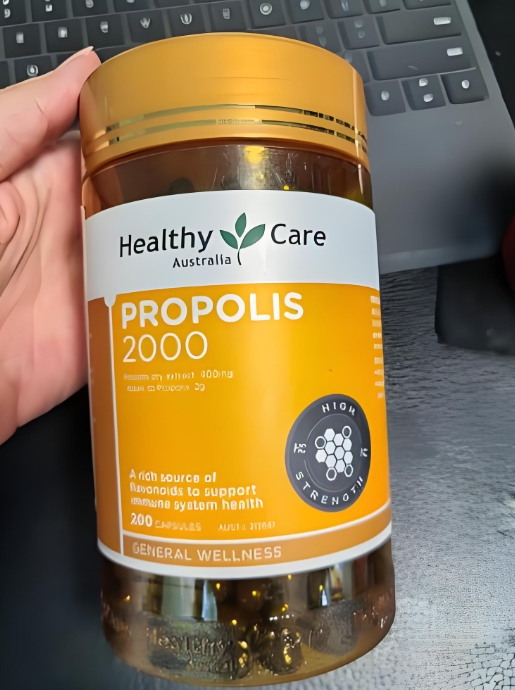 Healthy Care
Australia
PROPOLIS
2000
HIGH
STRENGTH
A rich source of
flavonoids to support
immune system health
200 CAPSULES
GENERAL WELLNESS